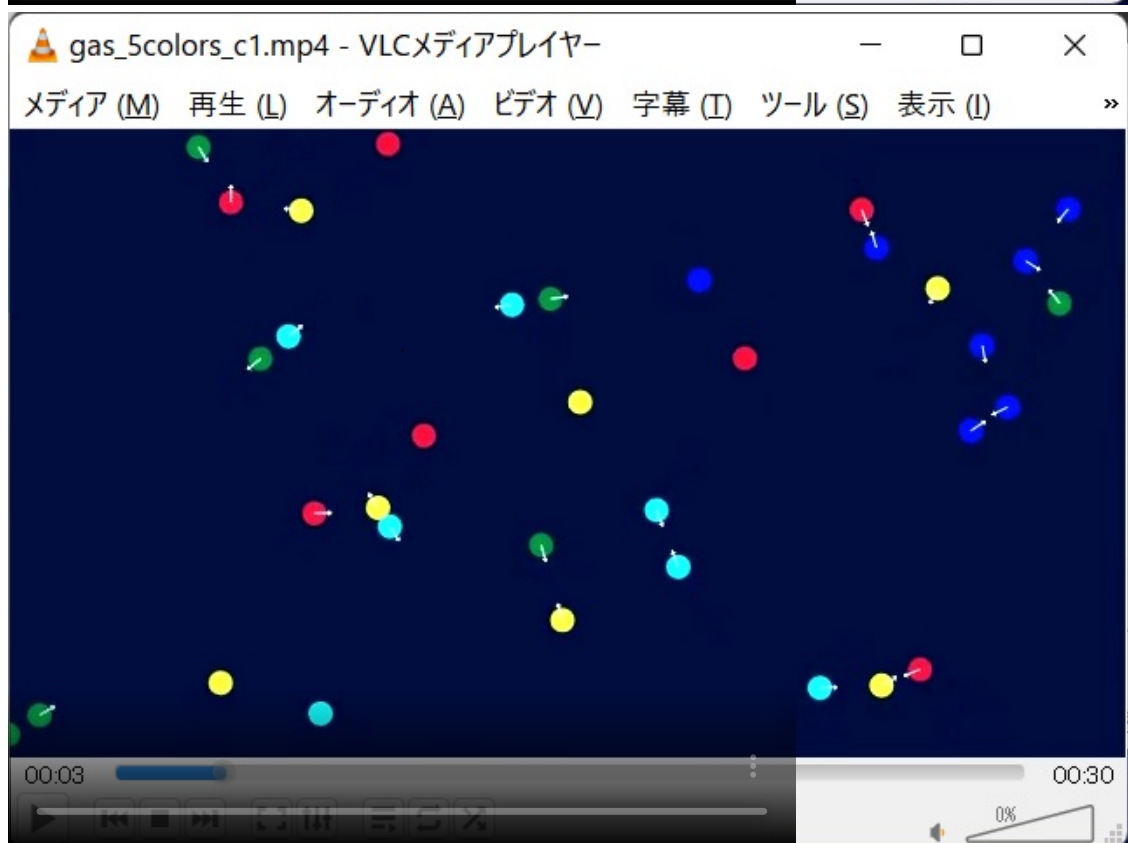 gas_5colors_c1.mp4 - VLCメディアプレイヤー
メディア (M) 再生 (L) オーディオ (A) ビデオ (V) 字幕 (T) ツール (S) 表示 (I) »
00:03 00:30
0%